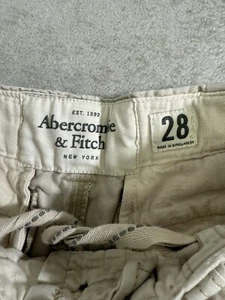 EST. 1892
Abercrombie
& Fitch
NEW YORK
28